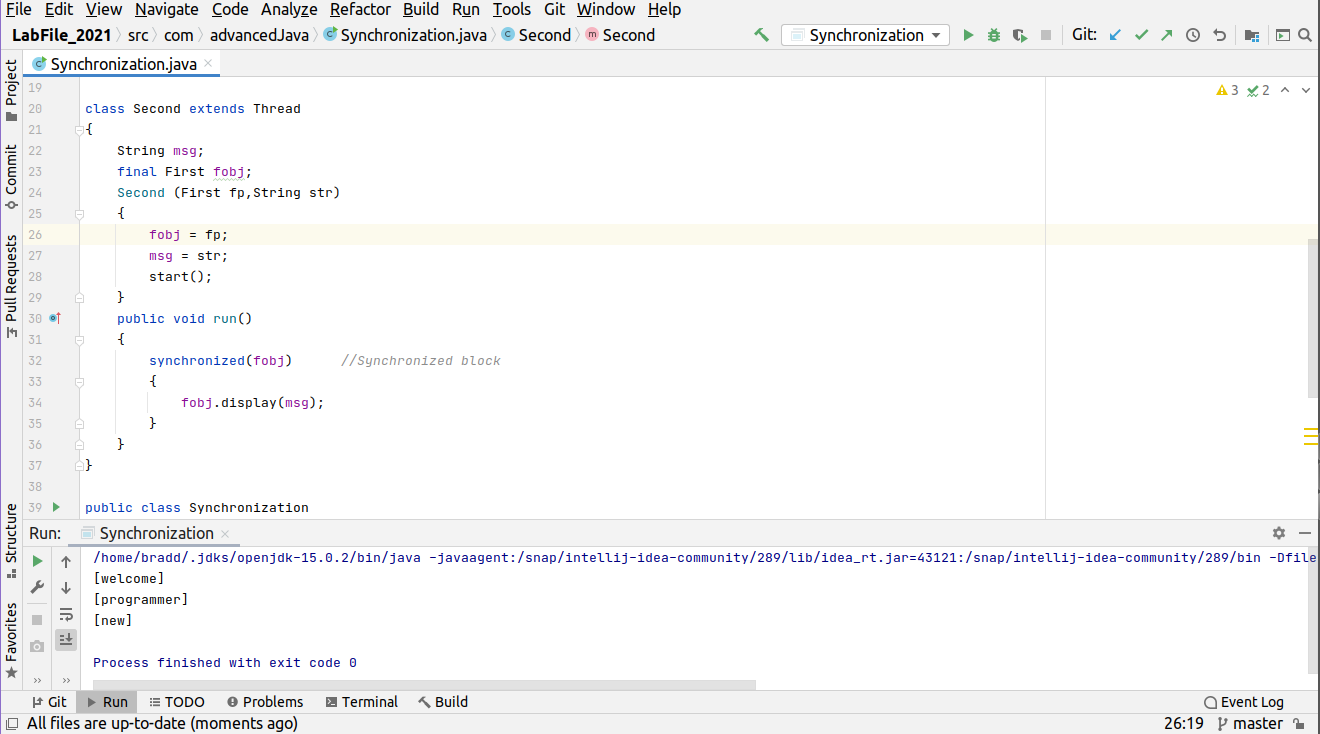 File Edit View Navigate Code Analyze Refactor Build Run Tools Git Window Help
LabFile_2021 src com advancedJava Synchronization.java Second Second Synchronization Git:
Synchronization.java
Project
Commit
Pull Requests
Structure
Favorites
3 2
19
20 class Second extends Thread
21 {
22 String msg;
23 final First fobj;
24 Second (First fp,String str)
25 {
26 fobj = fp;
27 msg = str;
28 start();
29 }
30 public void run()
31 {
32 synchronized(fobj) //Synchronized block
33 {
34 fobj.display(msg);
35 }
36 }
37 }
38
39 public class Synchronization
Run: Synchronization
/home/bradd/.jdks/openjdk-15.0.2/bin/java -javaagent:/snap/intellij-idea-community/289/lib/idea_rt.jar=43121:/snap/intellij-idea-community/289/bin -Dfile
[welcome]
[programmer]
[new]
Process finished with exit code 0
Git Run TODO Problems Terminal Build Event Log
All files are up-to-date (moments ago) 26:19 master